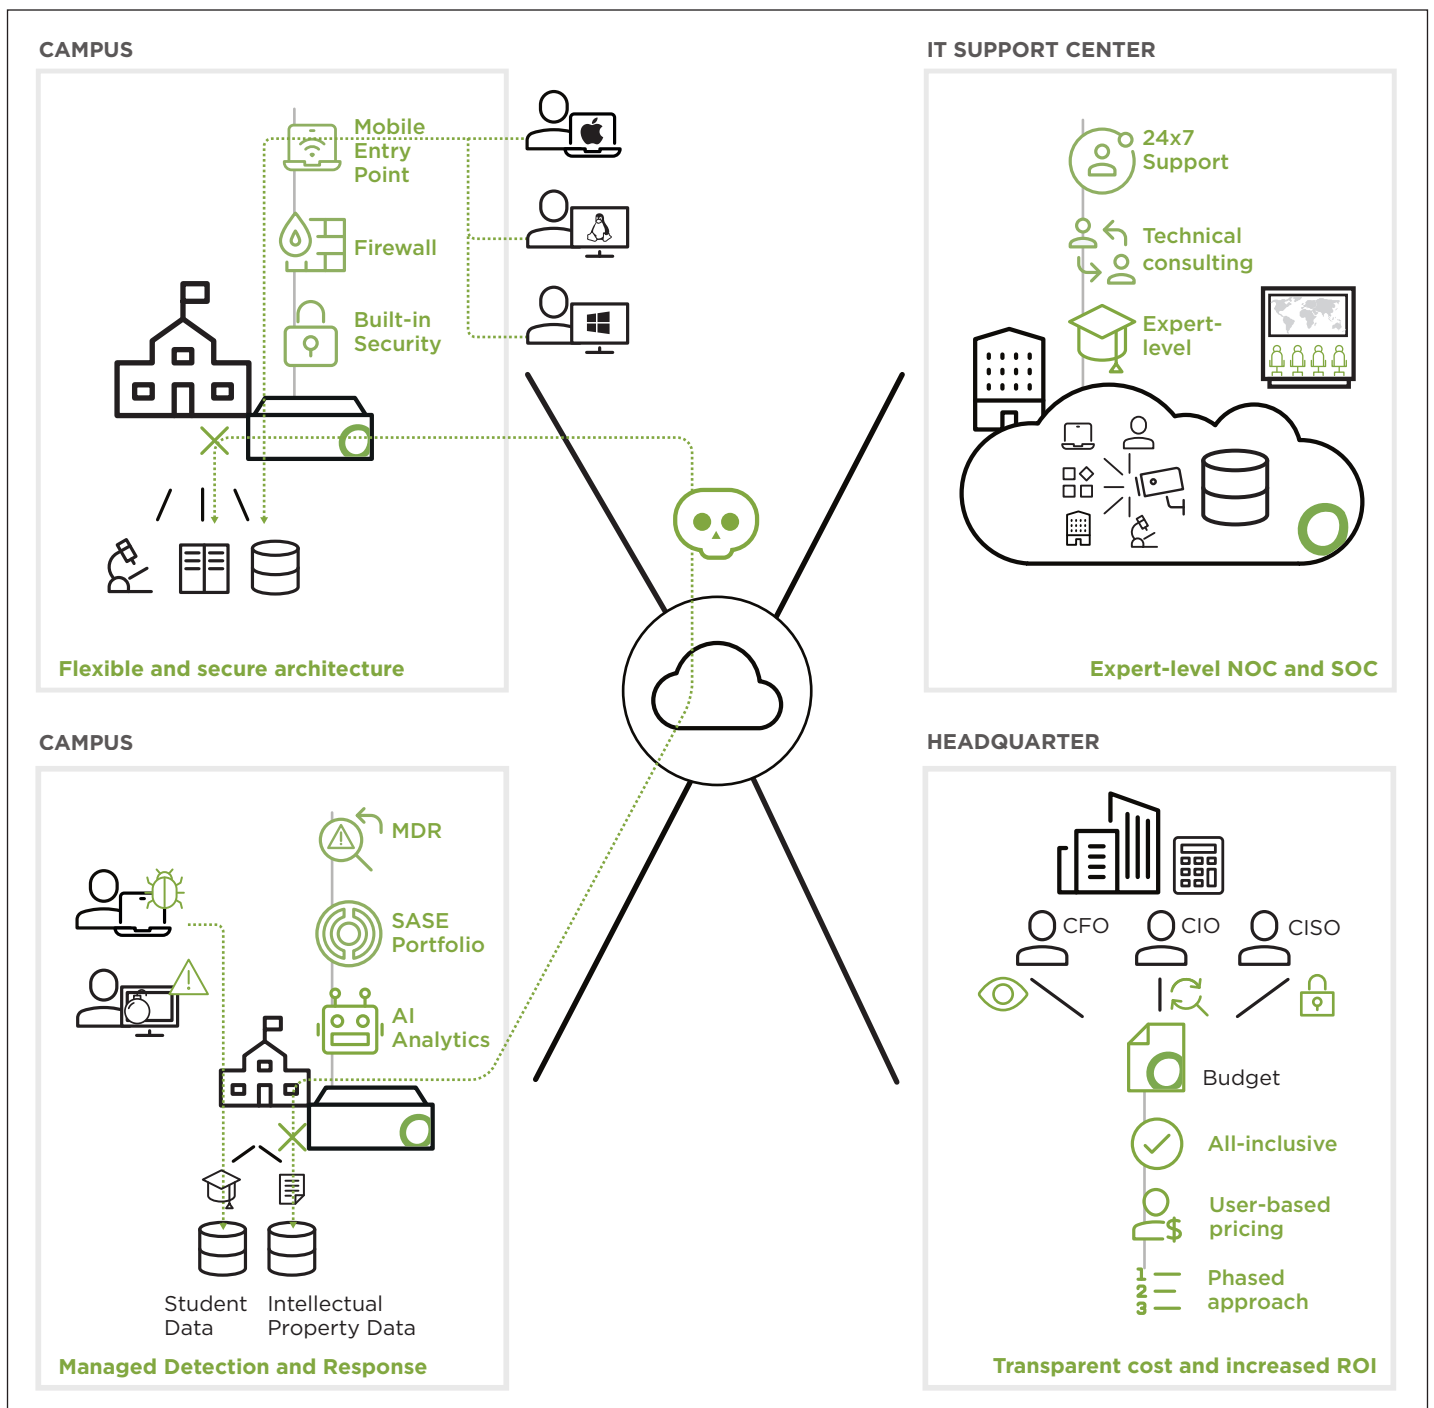 CAMPUS
Mobile
Entry
Point
Firewall
Built-in
Security
Flexible and secure architecture
IT SUPPORT CENTER
24x7
Support
Technical
consulting
Expert-
level
Expert-level NOC and SOC
CAMPUS
MDR
SASE
Portfolio
AI
Analytics
Student
Data
Intellectual
Property Data
Managed Detection and Response
HEADQUARTER
CFO
CIO
CISO
Budget
All-inclusive
$
User-based
pricing
1
2
3
Phased
approach
Transparent cost and increased ROI